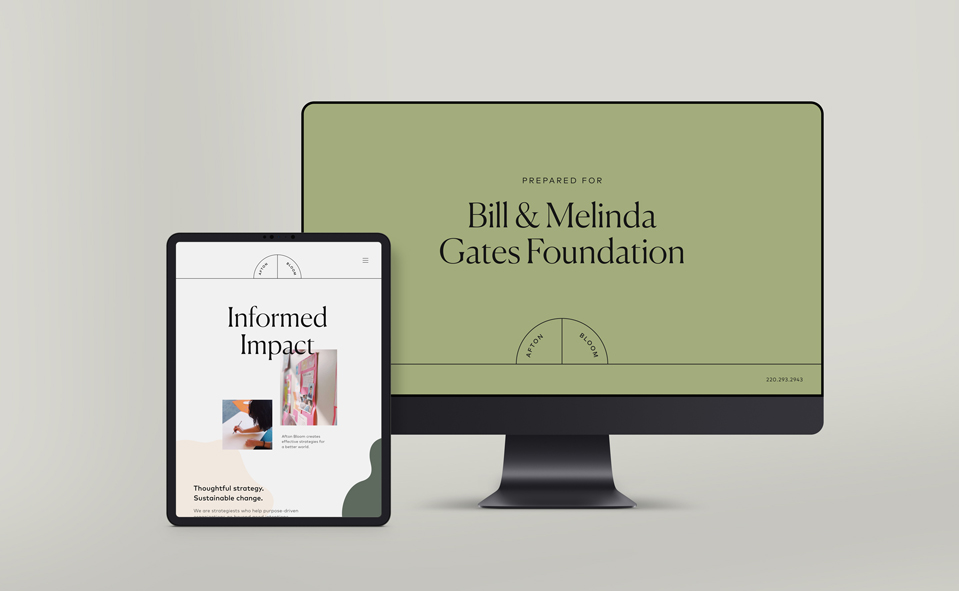 PREPARED FOR
Bill & Melinda
Gates Foundation
AFTON BLOOM
220.293.2943
AFTON BLOOM
Informed
Impact
Afton Bloom creates
effective strategies for
a better world.
Thoughtful strategy.
Sustainable change.
We are strategiests who help purpose-driven